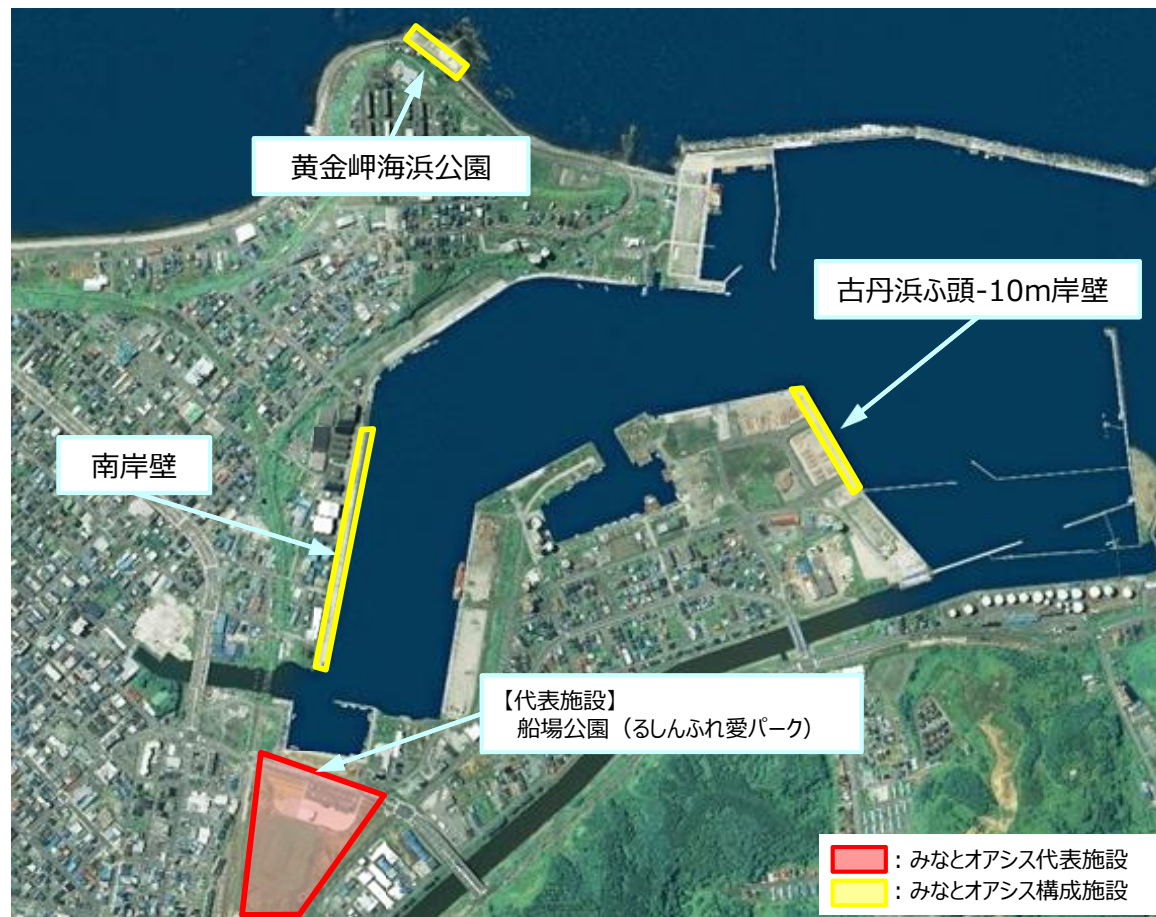 黄金岬海浜公園
古丹浜ふ頭-10m岸壁
南岸壁
【代表施設】
船場公園（るしんふれ愛パーク）
：みなとオアシス代表施設
：みなとオアシス構成施設